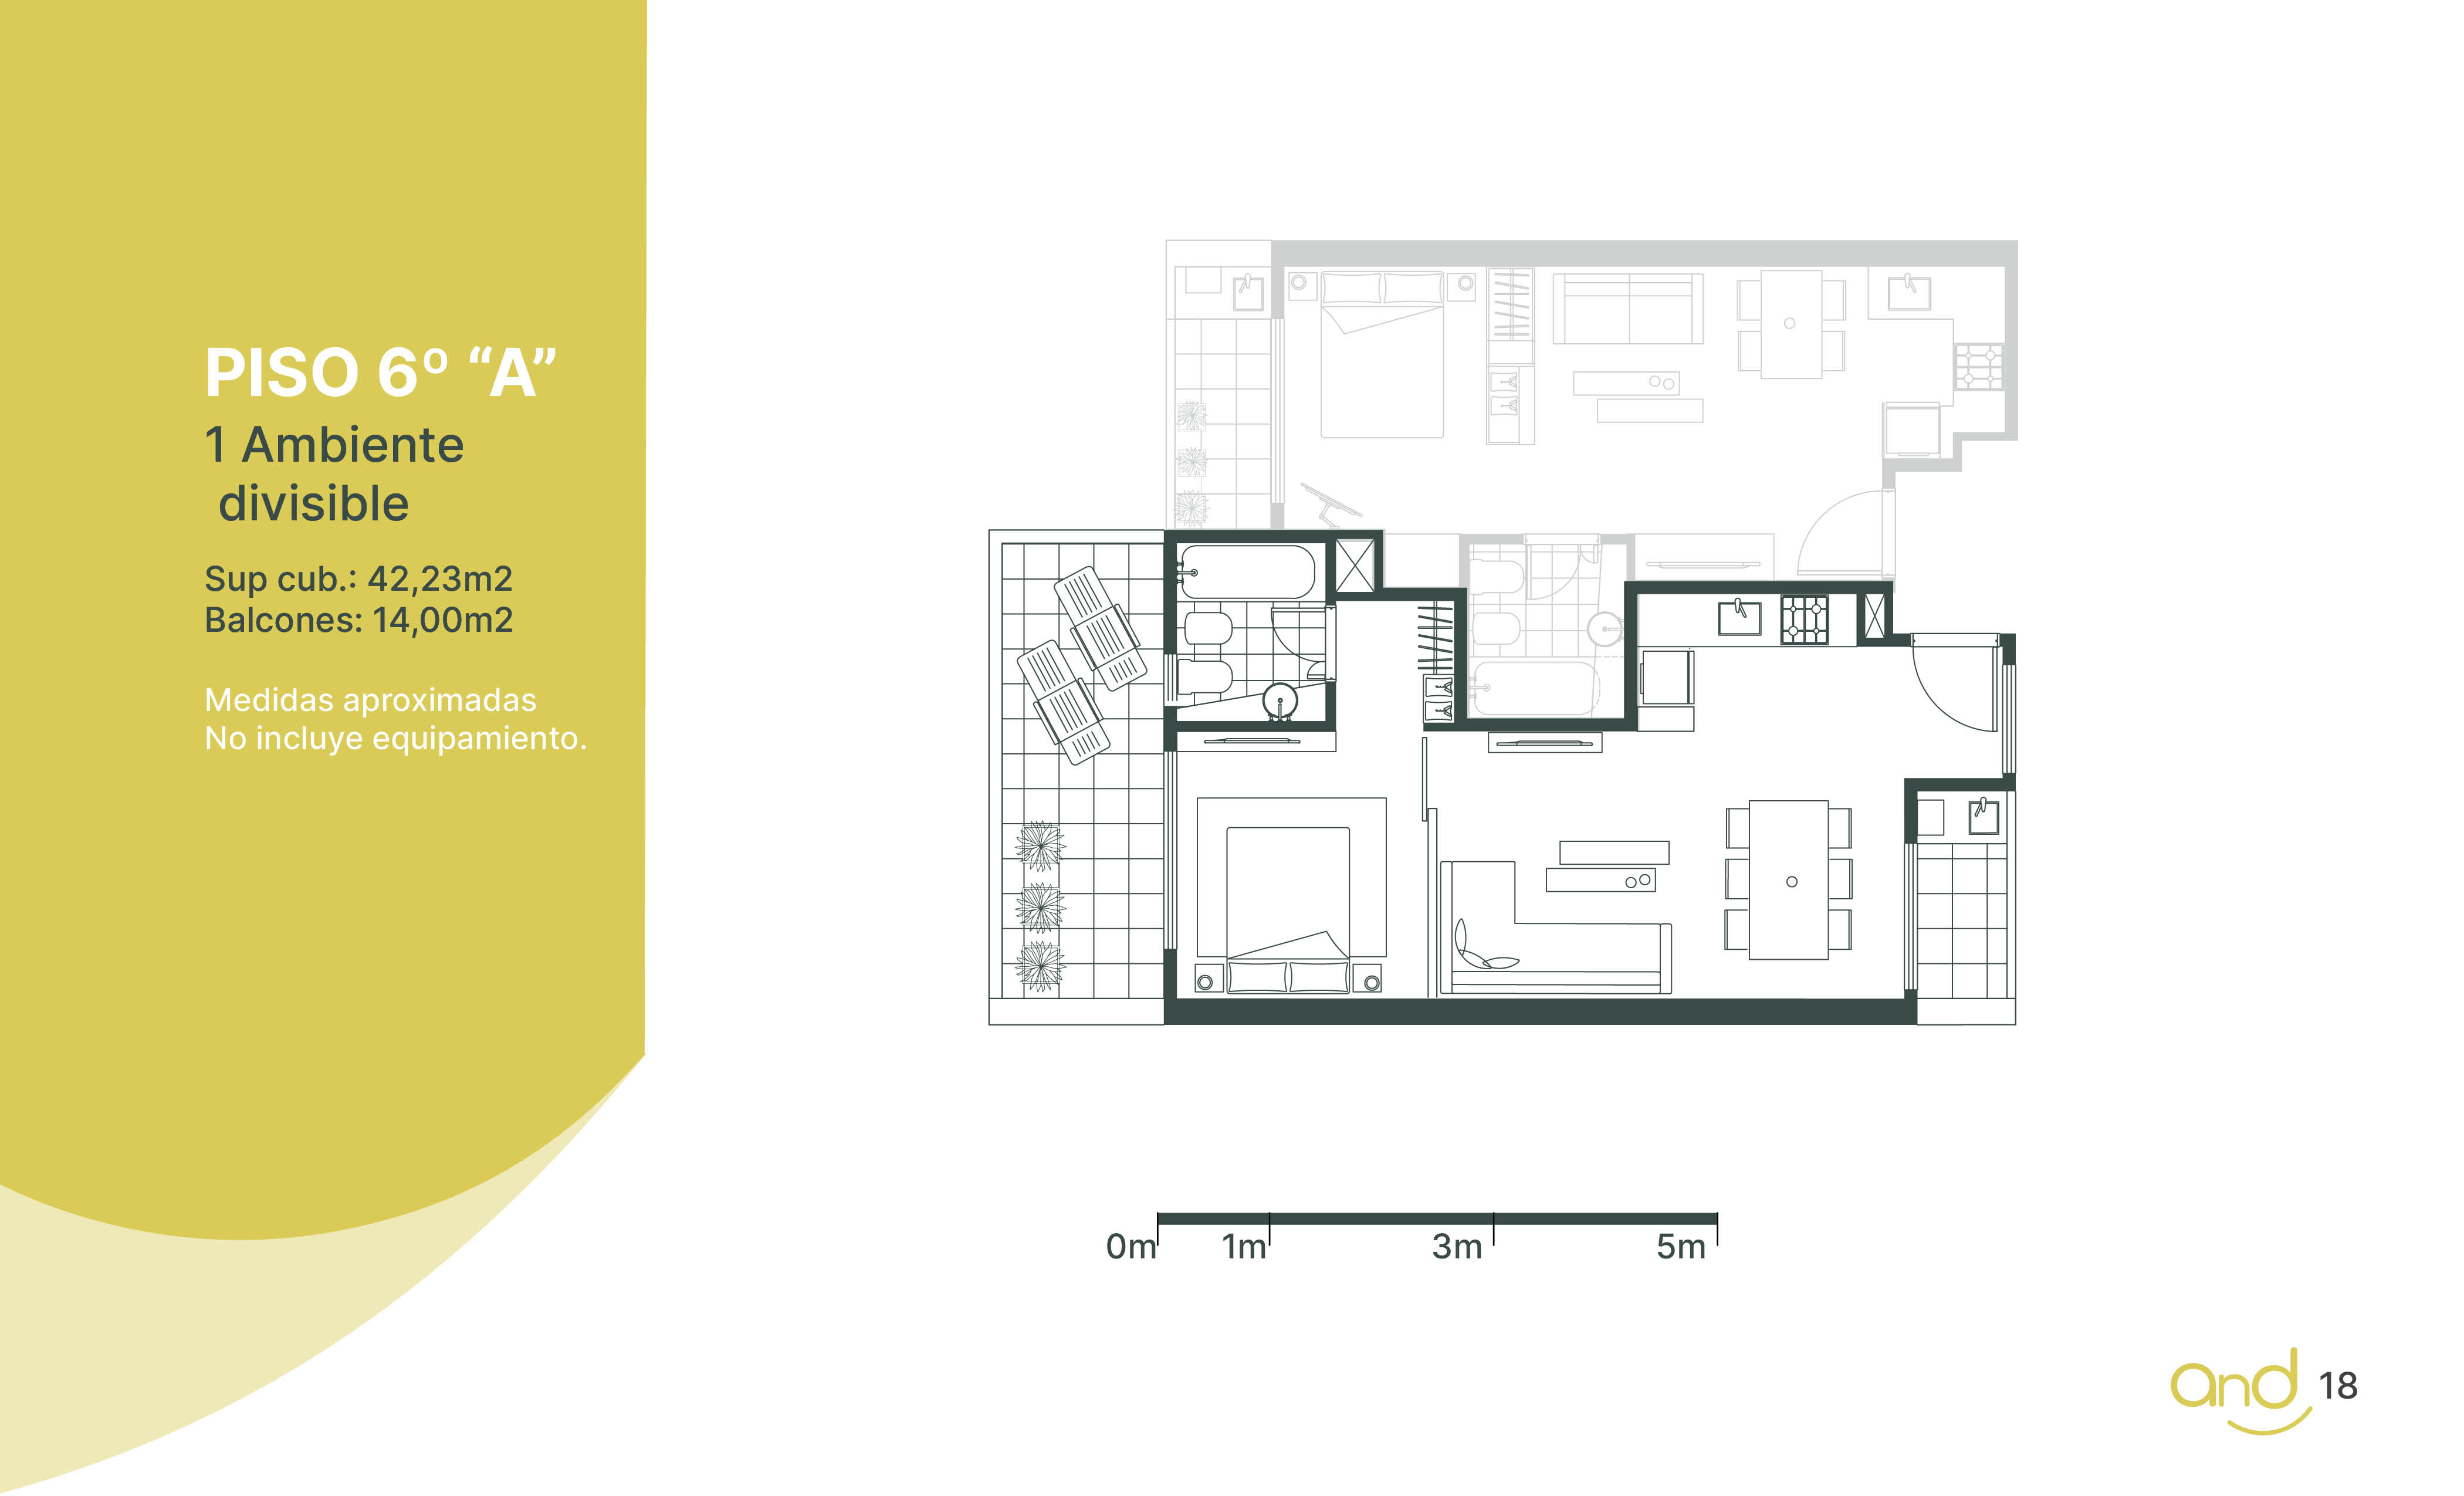 PISO 6º “A”
1 Ambiente
divisible
Sup cub.: 42,23m2
Balcones: 14,00m2
Medidas aproximadas
No incluye equipamiento.
0m 1m 3m 5m
and 18